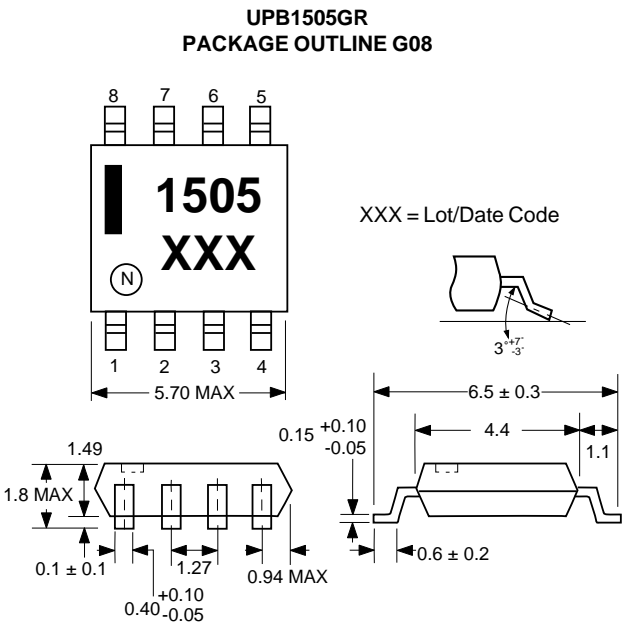 UPB1505GR
PACKAGE OUTLINE G08
8 7 6 5
1505
XXX
N
1 2 3 4
5.70 MAX
XXX = Lot/Date Code
3° +7° -3°
6.5 ± 0.3
4.4
1.1
0.15 +0.10 -0.05
0.6 ± 0.2
1.49
1.8 MAX
0.1 ± 0.1
1.27
0.94 MAX
0.40 +0.10 -0.05